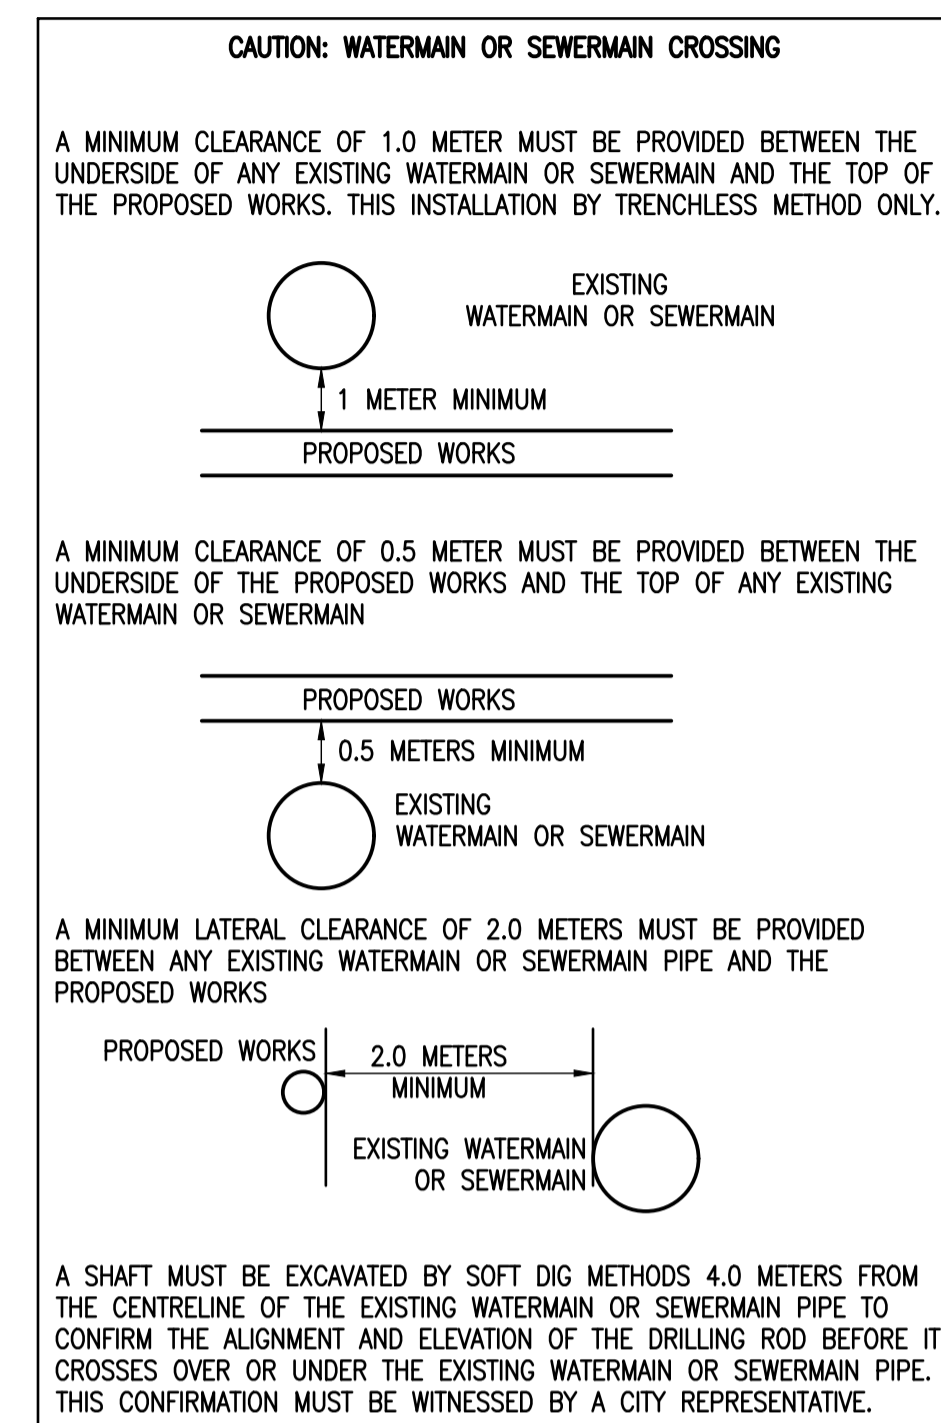 CAUTION: WATERMAIN OR SEWERMAIN CROSSING
A MINIMUM CLEARANCE OF 1.0 METER MUST BE PROVIDED BETWEEN THE
UNDERSIDE OF ANY EXISTING WATERMAIN OR SEWERMAIN AND THE TOP OF
THE PROPOSED WORKS. THIS INSTALLATION BY TRENCHLESS METHOD ONLY.
EXISTING
WATERMAIN OR SEWERMAIN
1 METER MINIMUM
PROPOSED WORKS
A MINIMUM CLEARANCE OF 0.5 METER MUST BE PROVIDED BETWEEN THE
UNDERSIDE OF THE PROPOSED WORKS AND THE TOP OF ANY EXISTING
WATERMAIN OR SEWERMAIN
PROPOSED WORKS
0.5 METERS MINIMUM
EXISTING
WATERMAIN OR SEWERMAIN
A MINIMUM LATERAL CLEARANCE OF 2.0 METERS MUST BE PROVIDED
BETWEEN ANY EXISTING WATERMAIN OR SEWERMAIN PIPE AND THE
PROPOSED WORKS
PROPOSED WORKS
2.0 METERS
MINIMUM
EXISTING WATERMAIN
OR SEWERMAIN
A SHAFT MUST BE EXCAVATED BY SOFT DIG METHODS 4.0 METERS FROM
THE CENTRELINE OF THE EXISTING WATERMAIN OR SEWERMAIN PIPE TO
CONFIRM THE ALIGNMENT AND ELEVATION OF THE DRILLING ROD BEFORE IT
CROSSES OVER OR UNDER THE EXISTING WATERMAIN OR SEWERMAIN PIPE.
THIS CONFIRMATION MUST BE WITNESSED BY A CITY REPRESENTATIVE.